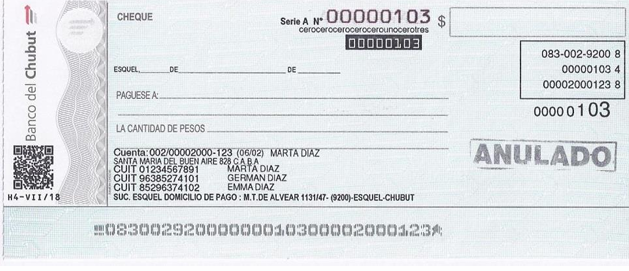 CHEQUE
Serie A Nº 00000103 $
cerocerocerocerocerounocerotres
00000103
083-002-9200 8
00000103 4
00002000123 8
00000103
ESQUEL, DE DE
PAGUESE A:
LA CANTIDAD DE PESOS
ANULADO
Cuenta: 002/00002000-123 (06/02) MARTA DIAZ
SANTA MARIA DEL BUEN AIRE 828 C A B A
CUIT 01234567891 MARTA DIAZ
CUIT 96385274101 GERMAN DIAZ
CUIT 85296374102 EMMA DIAZ
SUC. ESQUEL DOMICILIO DE PAGO : M.T.DE ALVEAR 1131/47- (9200)-ESQUEL-CHUBUT
Banco del Chubut
H4-VII/18
08300292000000010300002000123